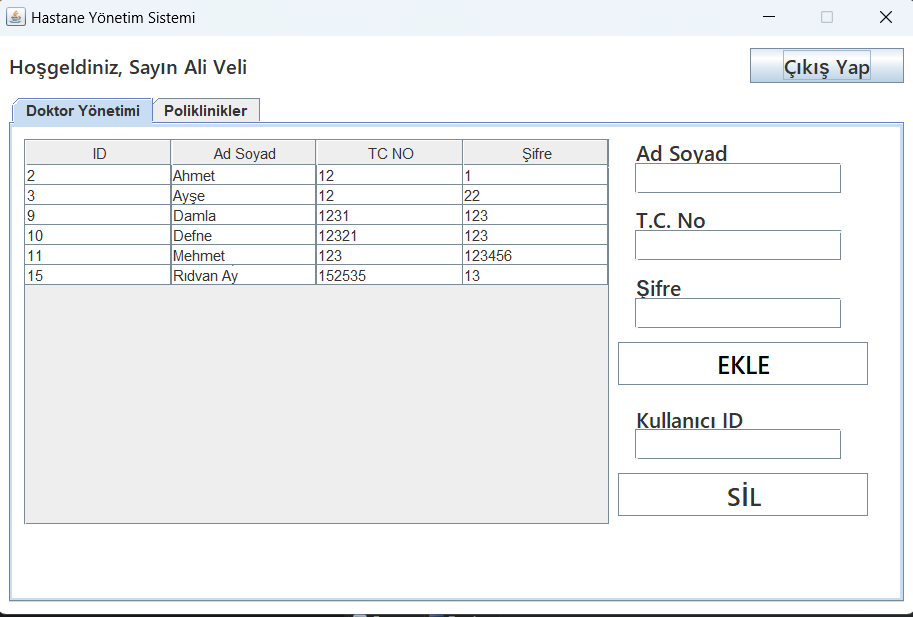 Hastane Yönetim Sistemi
Hoşgeldiniz, Sayın Ali Veli
Çıkış Yap
Doktor Yönetimi Poliklinikler
ID Ad Soyad TC NO Şifre
2 Ahmet 12 1
3 Ayşe 12 22
9 Damla 1231 123
10 Defne 12321 123
11 Mehmet 123 123456
15 Rıdvan Ay 152535 13
Ad Soyad
T.C. No
Şifre
EKLE
Kullanıcı ID
SİL